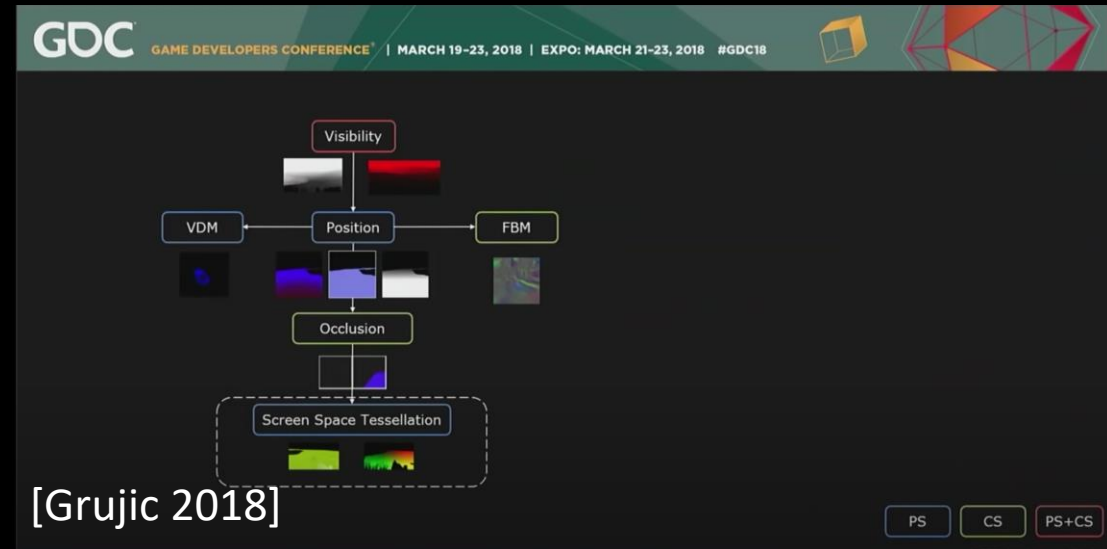 GDC GAME DEVELOPERS CONFERENCE® | MARCH 19–23, 2018 | EXPO: MARCH 21–23, 2018 #GDC18
Visibility
VDM Position FBM
Occlusion
Screen Space Tessellation
[Grujic 2018]
PS CS PS+CS